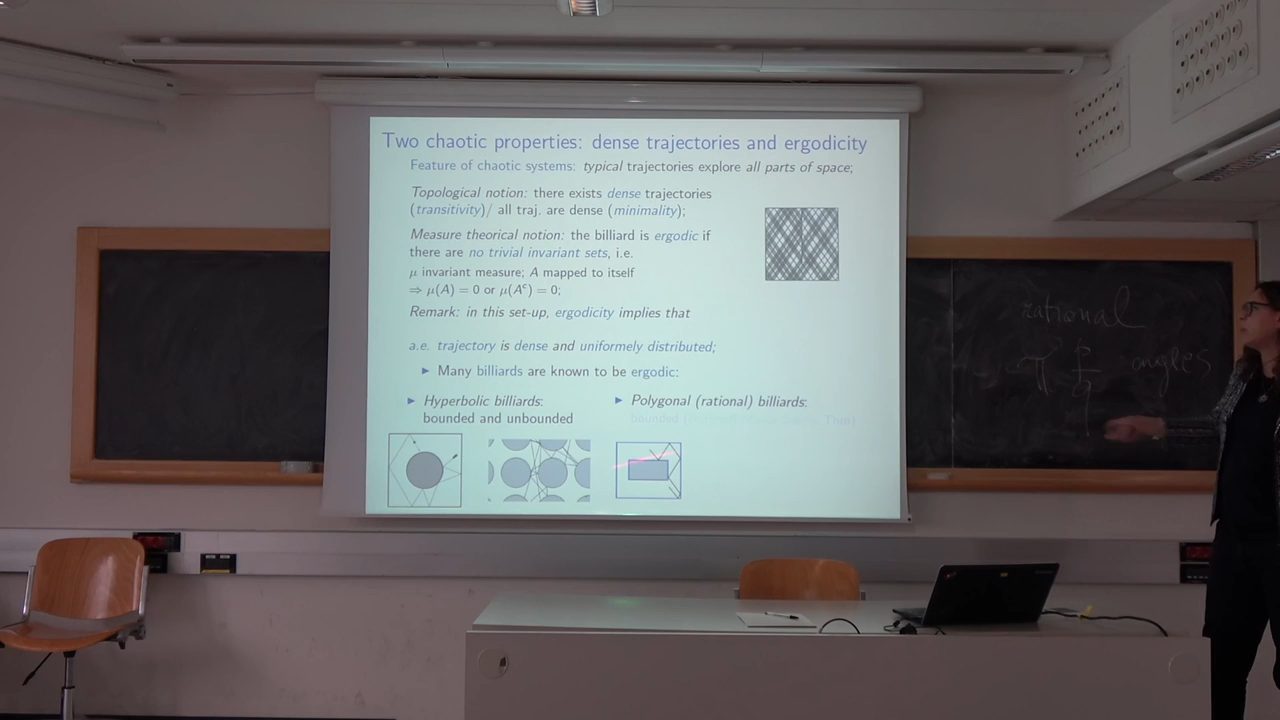 Two chaotic properties: dense trajectories and ergodicity
Feature of chaotic systems: typical trajectories explore all parts of space;
Topological notion: there exists dense trajectories
(transitivity)/ all traj. are dense (minimality);
Measure theorical notion: the billiard is ergodic if
there are no trivial invariant sets, i.e.
μ invariant measure; A mapped to itself
⇒ μ(A) = 0 or μ(Aᶜ) = 0;
Remark: in this set-up, ergodicity implies that
a.e. trajectory is dense and uniformely distributed;
▶ Many billiards are known to be ergodic:
▶ Hyperbolic billiards:
bounded and unbounded
▶ Polygonal (rational) billiards:
bounded
rational
π p/q angles